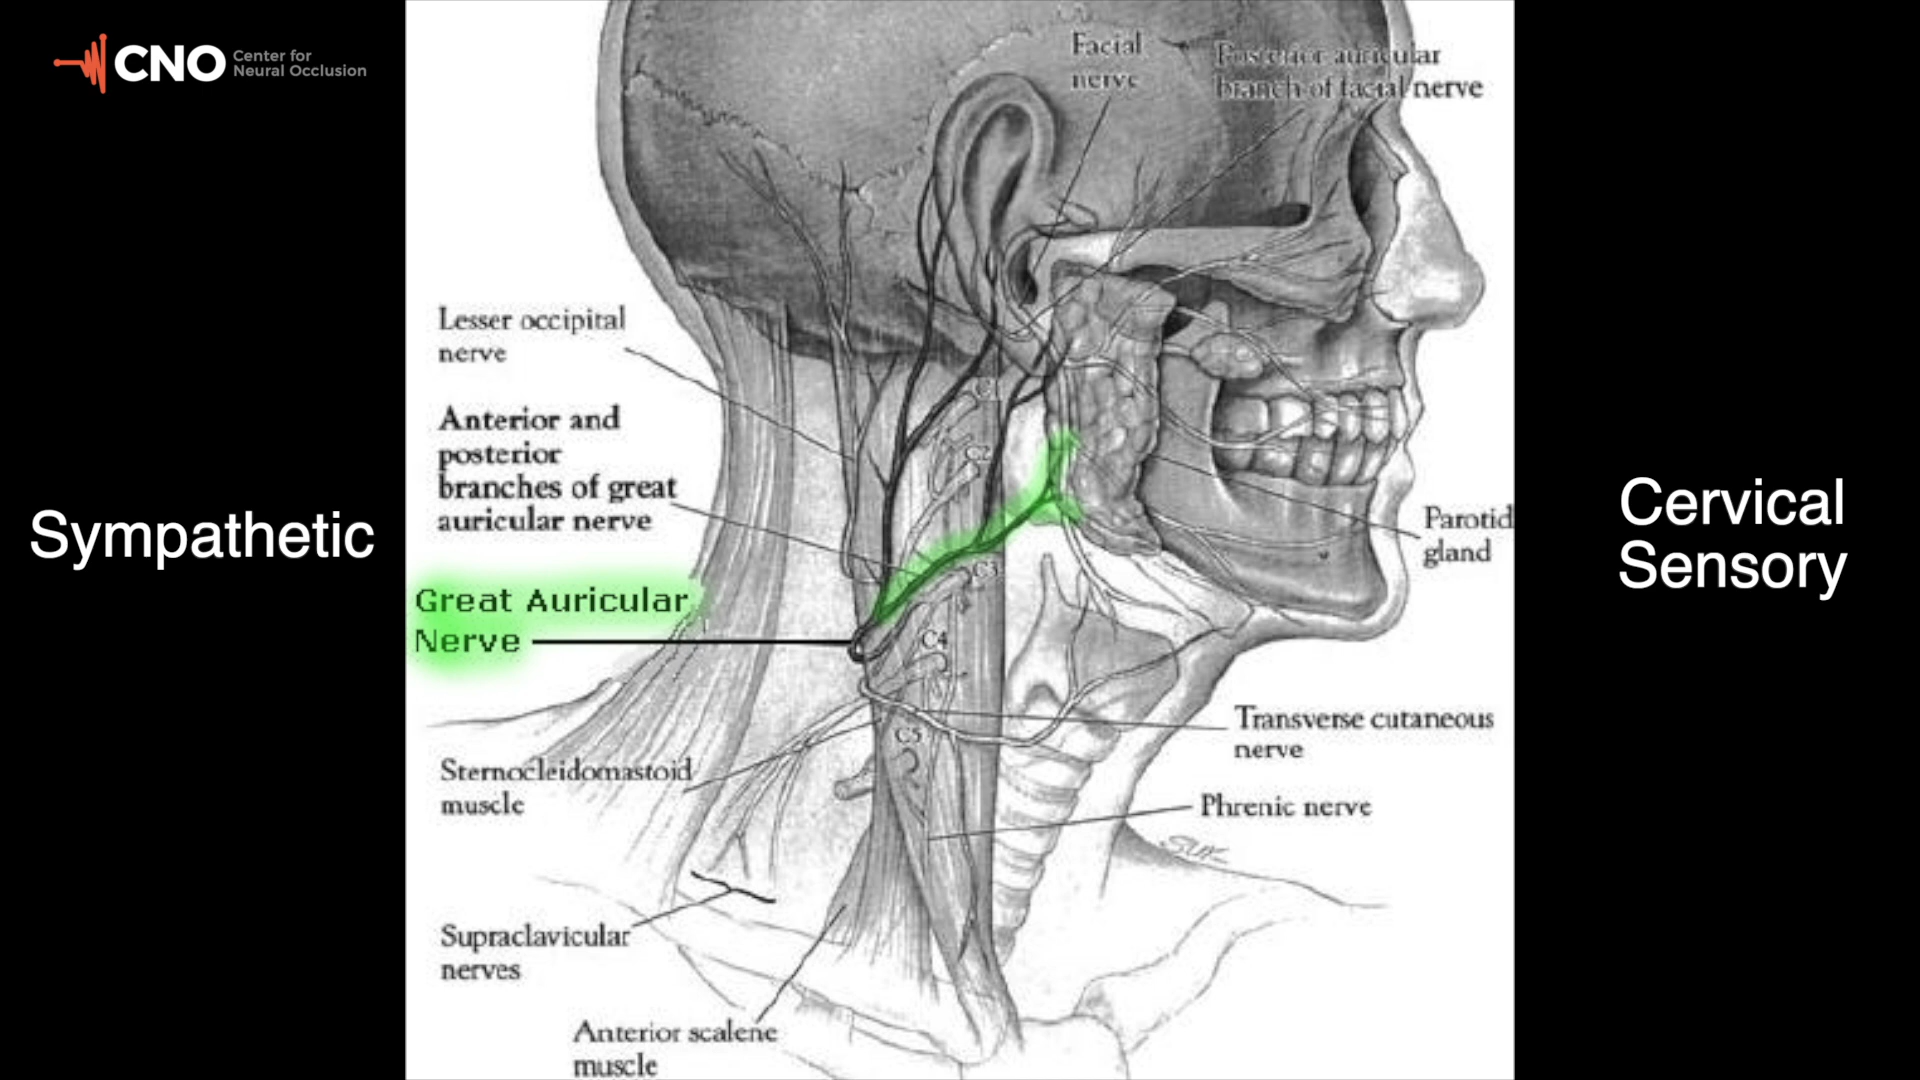 CNO
Center for
Neural Occlusion
Facial
nerve
Posterior auricular
branch of facial nerve
Lesser occipital
nerve
Anterior and
posterior
branches of great
auricular nerve
Sympathetic
Great Auricular
Nerve
C1
C2
C3
C4
C5
Parotid
gland
Cervical
Sensory
Transverse cutaneous
nerve
Sternocleidomastoid
muscle
Phrenic nerve
Supraclavicular
nerves
Anterior scalene
muscle